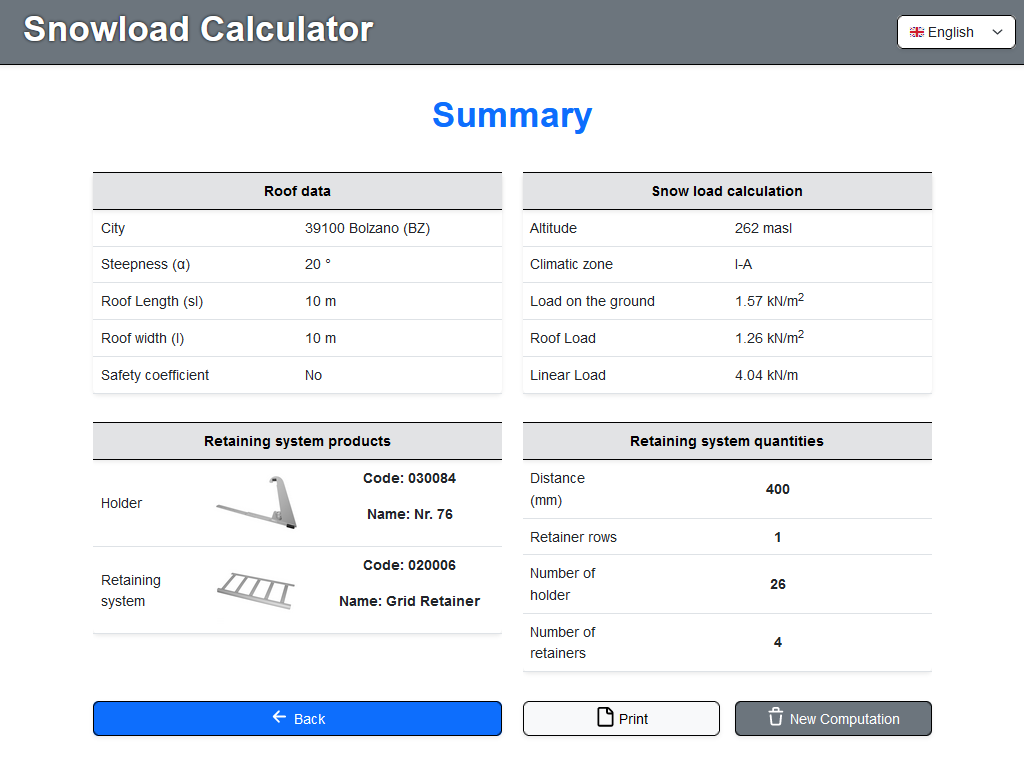 Snowload Calculator
English
Summary
Roof data
City 39100 Bolzano (BZ)
Steepness (α) 20 °
Roof Length (sl) 10 m
Roof width (l) 10 m
Safety coefficient No
Snow load calculation
Altitude 262 masl
Climatic zone I-A
Load on the ground 1.57 kN/m²
Roof Load 1.26 kN/m²
Linear Load 4.04 kN/m
Retaining system products
Holder
Code: 030084
Name: Nr. 76
Retaining
system
Code: 020006
Name: Grid Retainer
Retaining system quantities
Distance
(mm)
400
Retainer rows 1
Number of
holder
26
Number of
retainers
4
Back
Print
New Computation